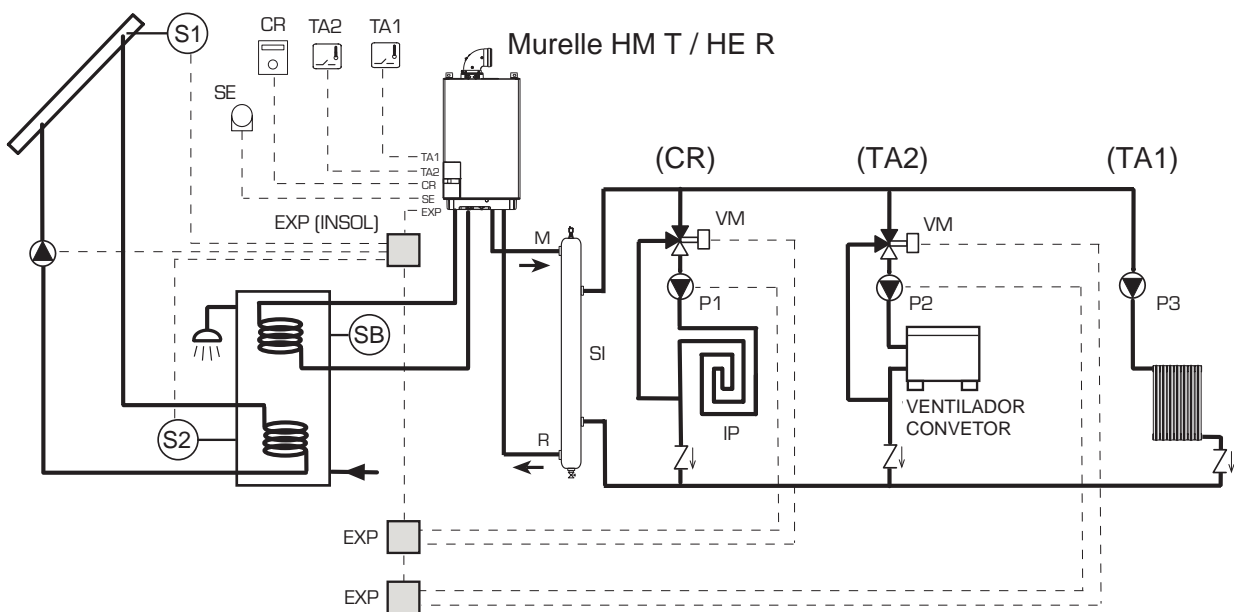 S1
CR
TA2
TA1
Murelle HM T / HE R
SE
TA1
TA2
CR
SE
EXP
EXP (INSOL)
(CR)
(TA2)
(TA1)
M
VM
VM
P1
P2
P3
SB
SI
S2
R
IP
VENTILADOR
CONVETOR
EXP
EXP